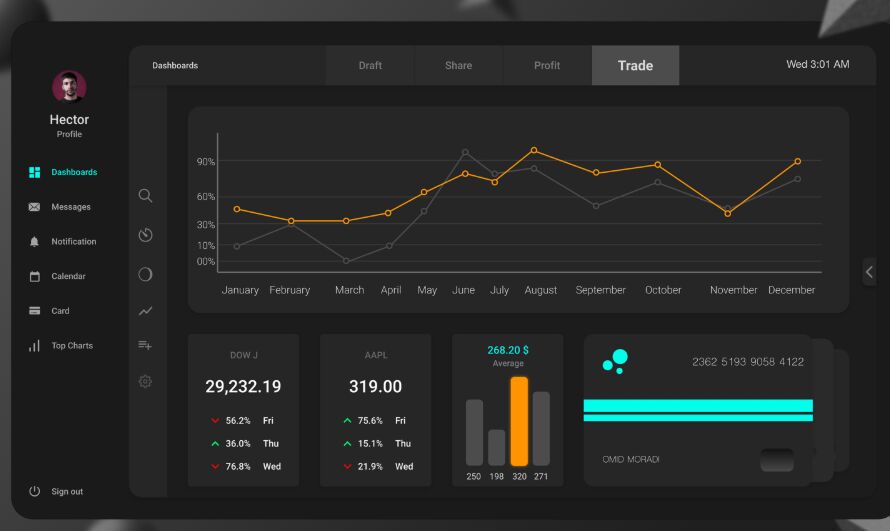 Dashboards
Draft
Share
Profit
Trade
Wed 3:01 AM
Hector
Profile
Dashboards
Messages
Notification
Calendar
Card
Top Charts
Sign out
90%
60%
30%
10%
00%
January February March April May June July August September October November December
DOW J
29,232.19
56.2% Fri
36.0% Thu
76.8% Wed
AAPL
319.00
75.6% Fri
15.1% Thu
21.9% Wed
268.20 $
Average
250 198 320 271
2362 5193 9058 4122
OMID MORADI